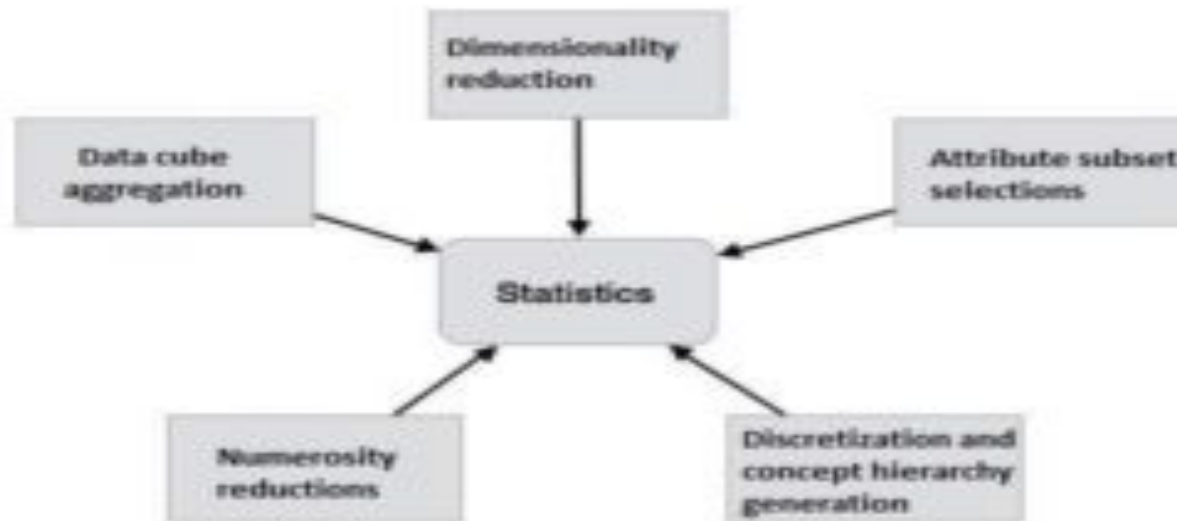 Dimensionality
reduction
Data cube
aggregation
Attribute subset
selections
Statistics
Numerosity
reductions
Discretization and
concept hierarchy
generation